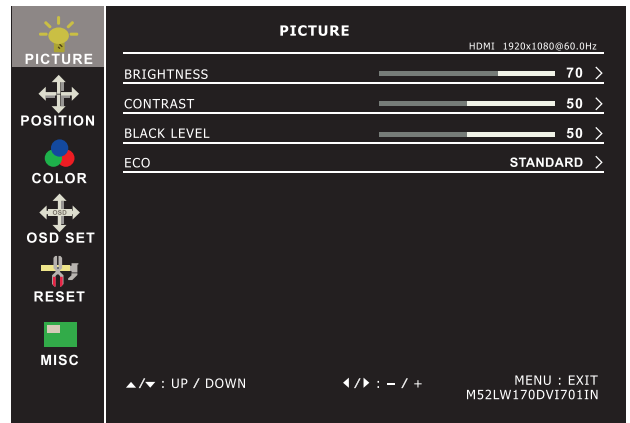 PICTURE
HDMI 1920x1080@60.0Hz
PICTURE
POSITION
COLOR
OSD
OSD SET
RESET
MISC
BRIGHTNESS 70 >
CONTRAST 50 >
BLACK LEVEL 50 >
ECO STANDARD >
▲/▼ : UP / DOWN ◀/▶ : – / + MENU : EXIT
M52LW170DVI701IN